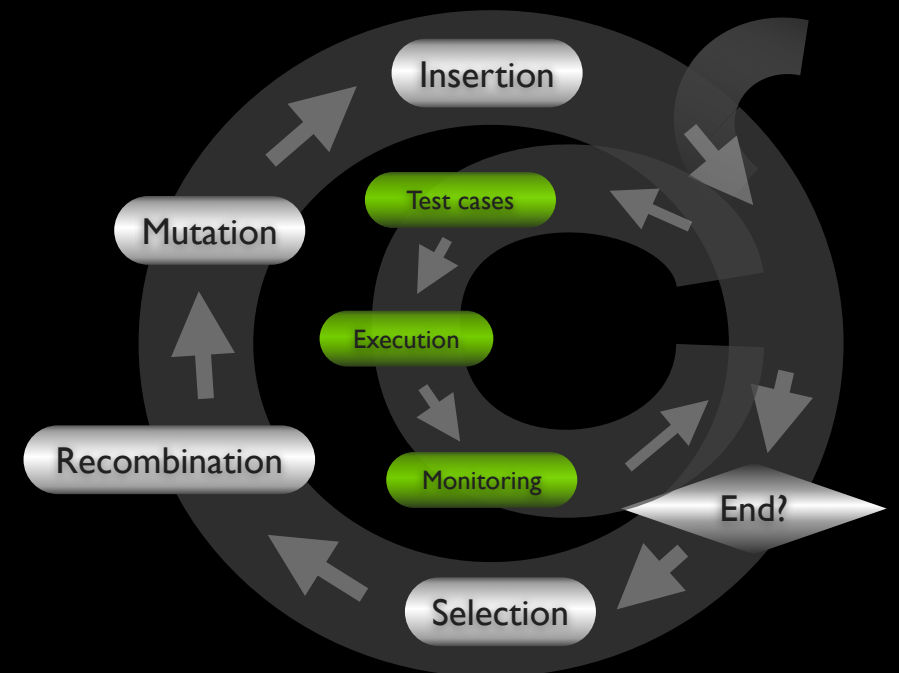 Insertion
Test cases
Mutation
Execution
Recombination
Monitoring
End?
Selection